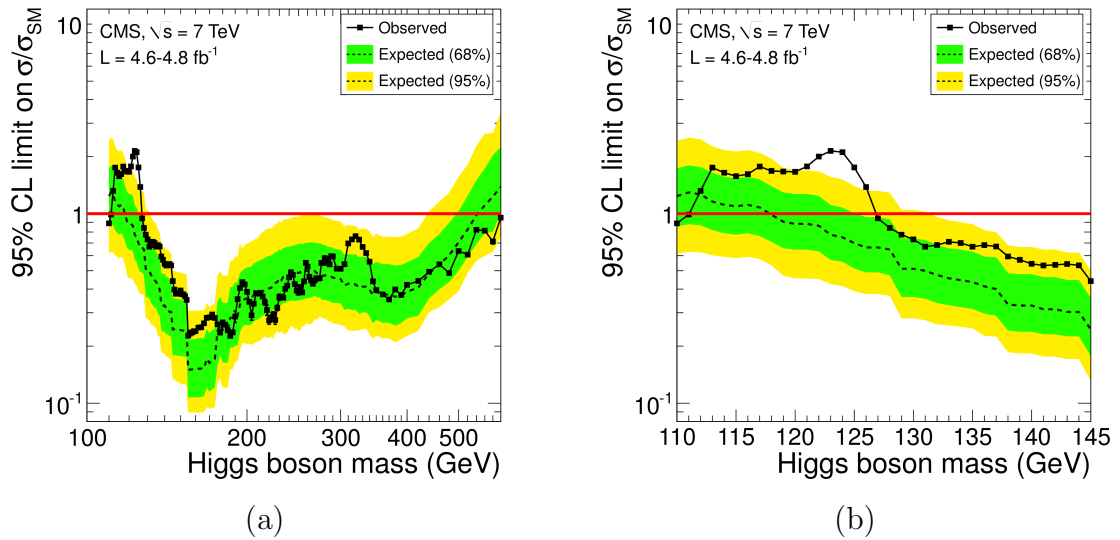 95% CL limit on σ/σSM
CMS, √s = 7 TeV
L = 4.6-4.8 fb-1
Observed
Expected (68%)
Expected (95%)
10
1
10-1
100 200 300 400 500
Higgs boson mass (GeV)
(a)
95% CL limit on σ/σSM
CMS, √s = 7 TeV
L = 4.6-4.8 fb-1
Observed
Expected (68%)
Expected (95%)
10
1
10-1
110 115 120 125 130 135 140 145
Higgs boson mass (GeV)
(b)